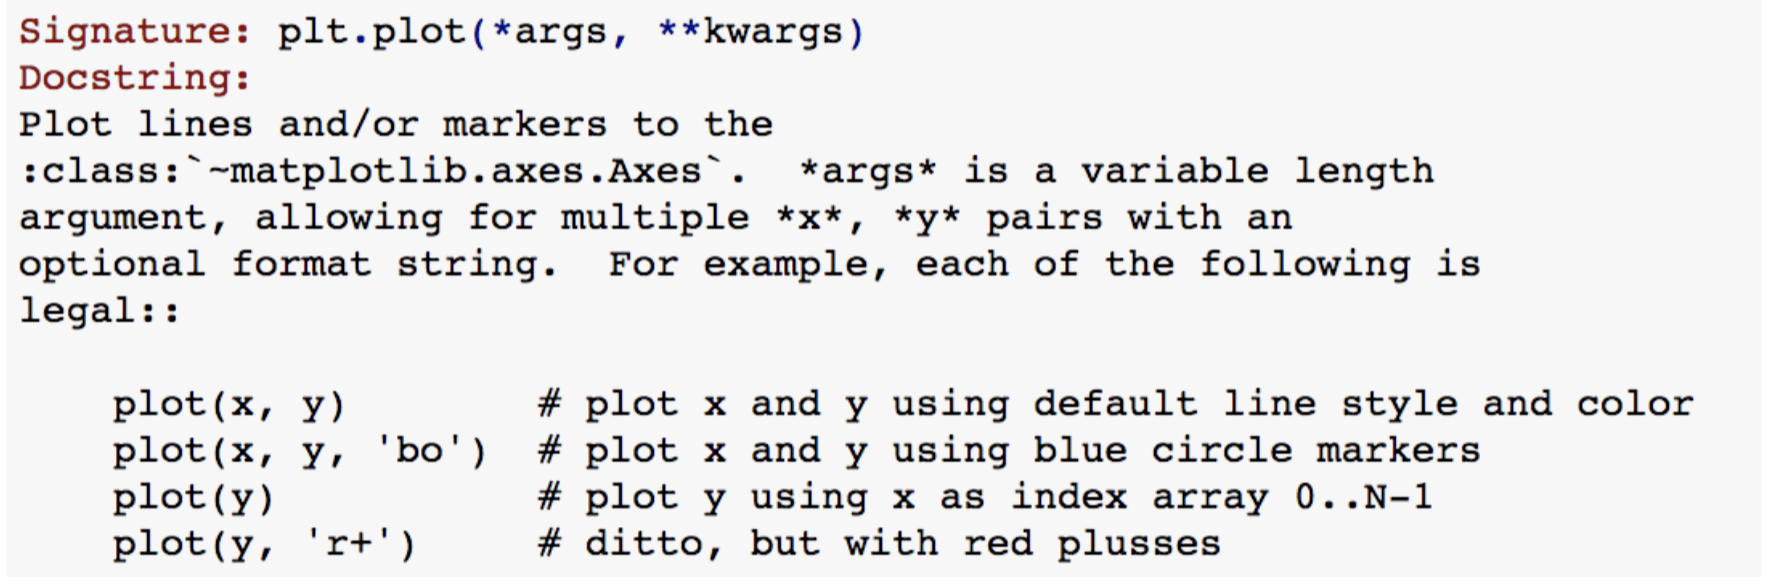 Signature: plt.plot(*args, **kwargs)
Docstring:
Plot lines and/or markers to the
:class:`~matplotlib.axes.Axes`.  *args* is a variable length
argument, allowing for multiple *x*, *y* pairs with an
optional format string.  For example, each of the following is
legal::

    plot(x, y)        # plot x and y using default line style and color
    plot(x, y, 'bo')  # plot x and y using blue circle markers
    plot(y)           # plot y using x as index array 0..N-1
    plot(y, 'r+')     # ditto, but with red plusses